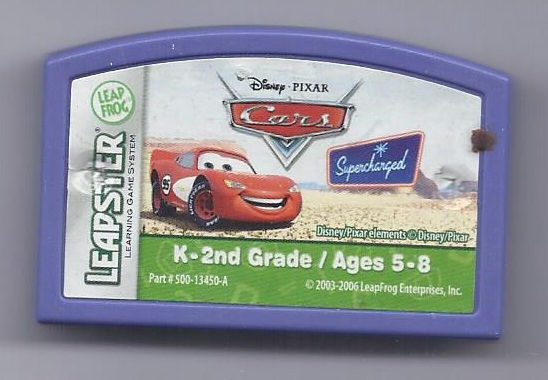 LEAP
FROG
LEAPSTER®
LEARNING GAME SYSTEM
Disney · PIXAR
Cars
Supercharged
95
Disney/Pixar elements © Disney/Pixar
K-2nd Grade / Ages 5-8
Part # 500-13450-A
© 2003-2006 LeapFrog Enterprises, Inc.